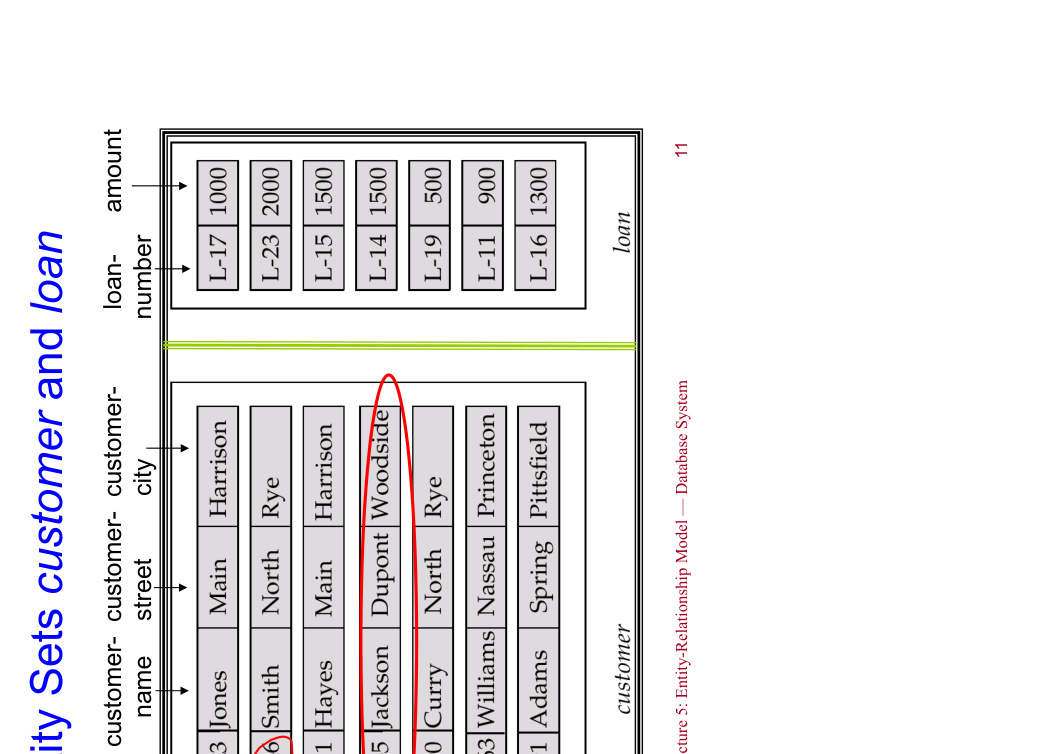 ity Sets customer and loan
customer-
name
customer-
street
customer-
city
loan-
number
amount
3 Jones Main Harrison
6 Smith North Rye
1 Hayes Main Harrison
5 Jackson Dupont Woodside
0 Curry North Rye
63 Williams Nassau Princeton
1 Adams Spring Pittsfield
customer
L-17 1000
L-23 2000
L-15 1500
L-14 1500
L-19 500
L-11 900
L-16 1300
loan
cture 5: Entity-Relationship Model — Database System
11